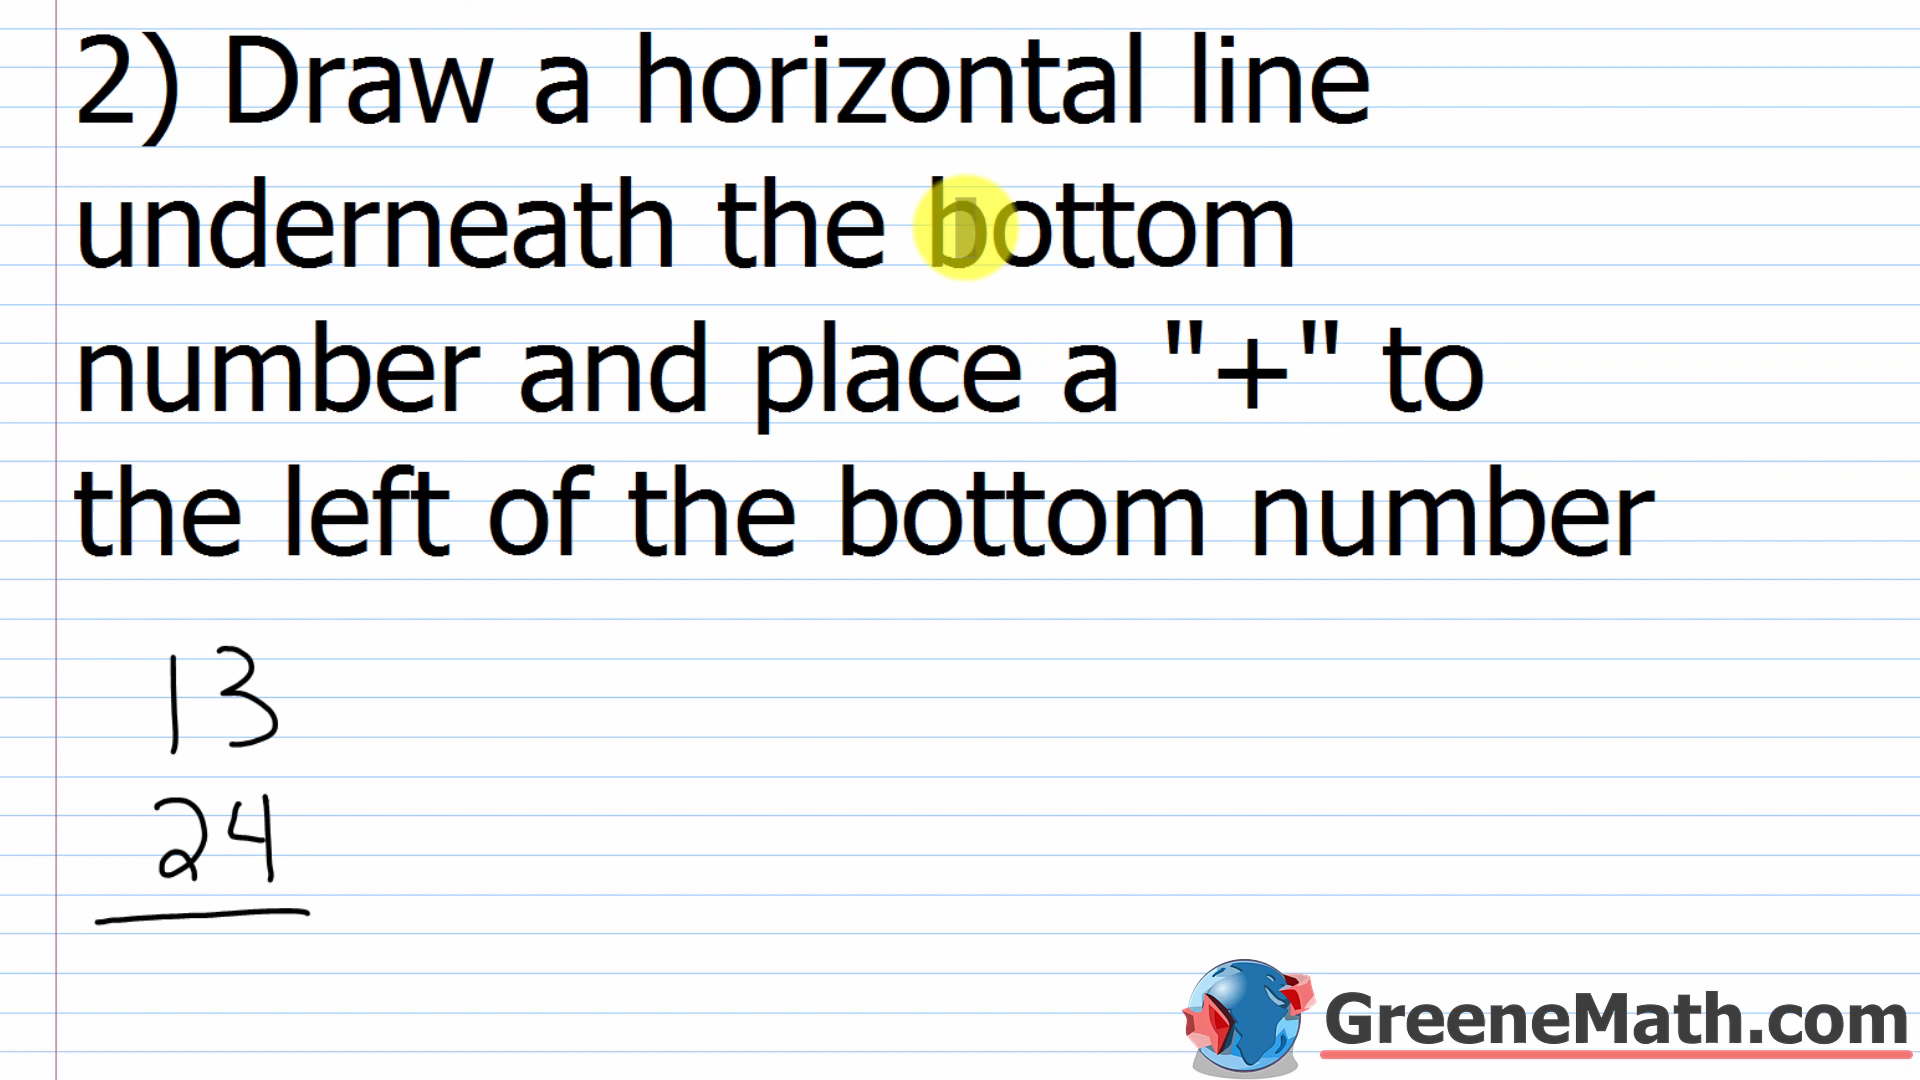 2) Draw a horizontal line
underneath the bottom
number and place a "+" to
the left of the bottom number
13
24
GreeneMath.com